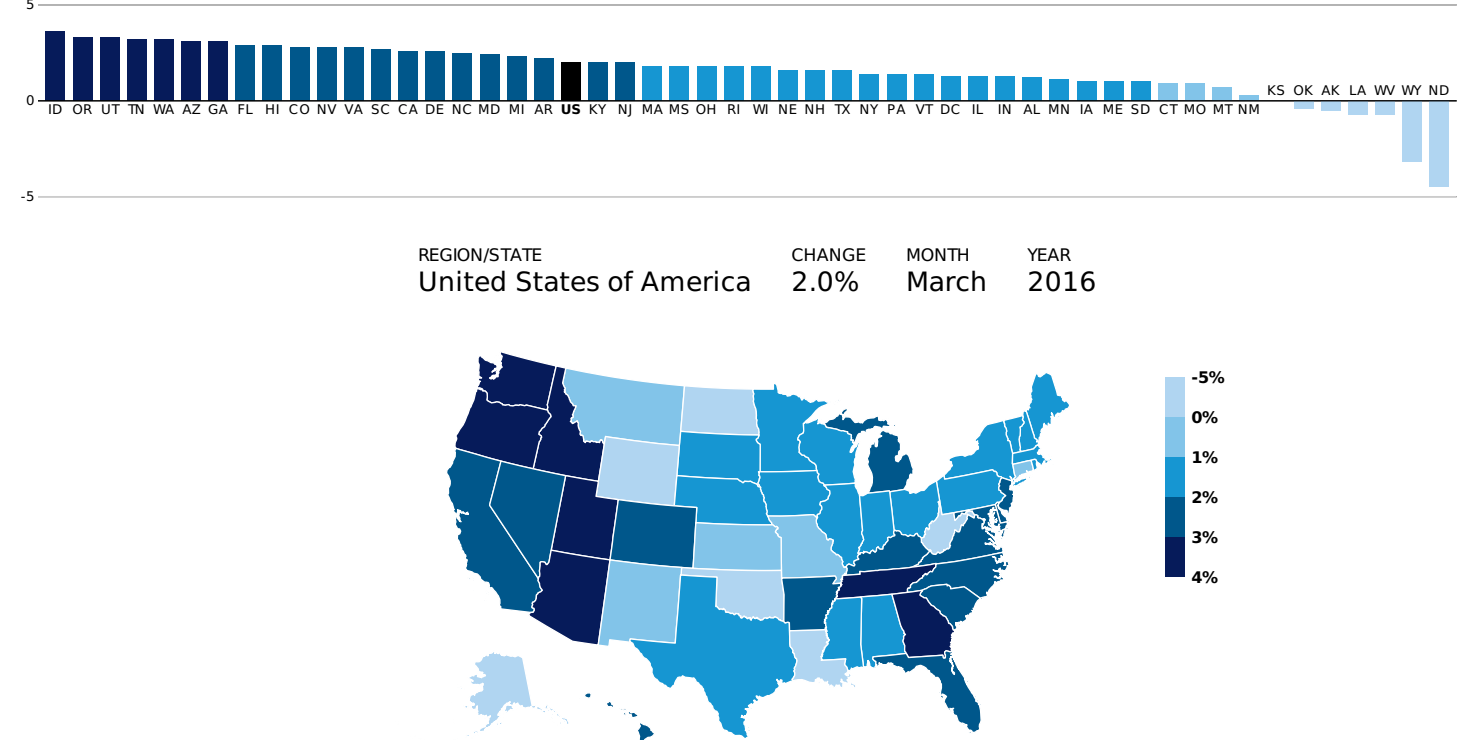 5
KS OK AK LA WV WY ND
0
ID OR UT TN WA AZ GA FL HI CO NV VA SC CA DE NC MD MI AR US KY NJ MA MS OH RI WI NE NH TX NY PA VT DC IL IN AL MN IA ME SD CT MO MT NM
-5
REGION/STATE CHANGE MONTH YEAR
United States of America 2.0% March 2016
-5%
0%
1%
2%
3%
4%